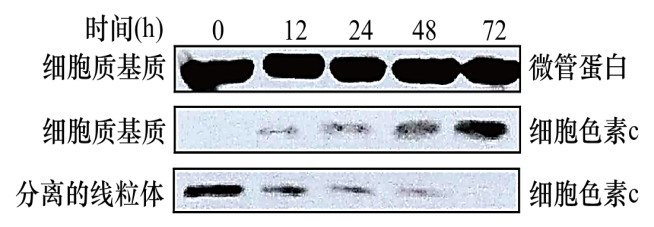 时间(h) 0 12 24 48 72
细胞质基质 微管蛋白
细胞质基质 细胞色素c
分离的线粒体 细胞色素c